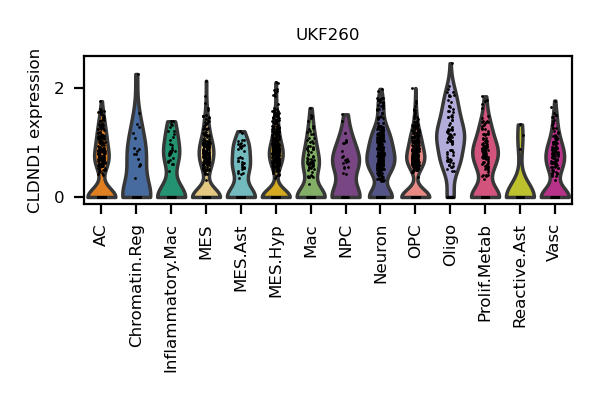 UKF260
CLDND1 expression
2
0
AC
Chromatin.Reg
Inflammatory.Mac
MES
MES.Ast
MES.Hyp
Mac
NPC
Neuron
OPC
Oligo
Prolif.Metab
Reactive.Ast
Vasc